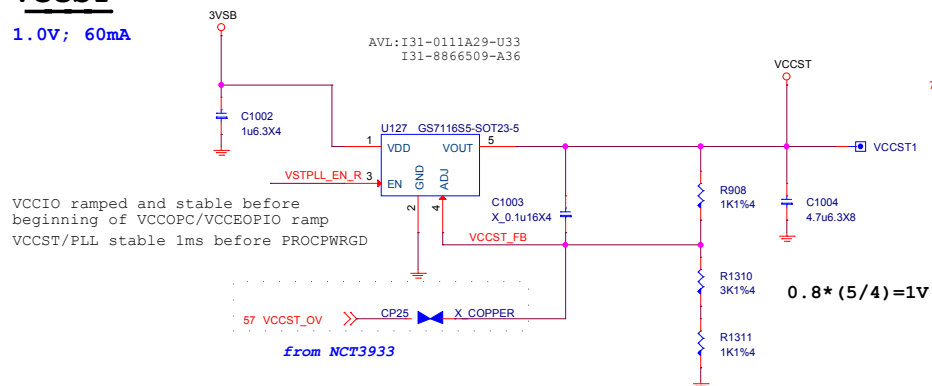 1.0V; 60mA
3VSB
AVL:I31-0111A29-U33
I31-8866509-A36
VCCST
C1002
1u6.3X4
U127 GS7116S5-SOT23-5
1
VDD
VOUT
5
VCCST1
VSTPLL_EN_R
3
EN
GND
ADJ
2
4
C1003
X_0.1u16X4
R908
1K1%4
C1004
4.7u6.3X8
VCCIO ramped and stable before
beginning of VCCOPC/VCCEOPIO ramp
VCCST/PLL stable 1ms before PROCPWRGD
VCCST_FB
R1310
3K1%4
0.8*(5/4)=1V
57 VCCST_OV
CP25
X_COPPER
R1311
1K1%4
from NCT3933